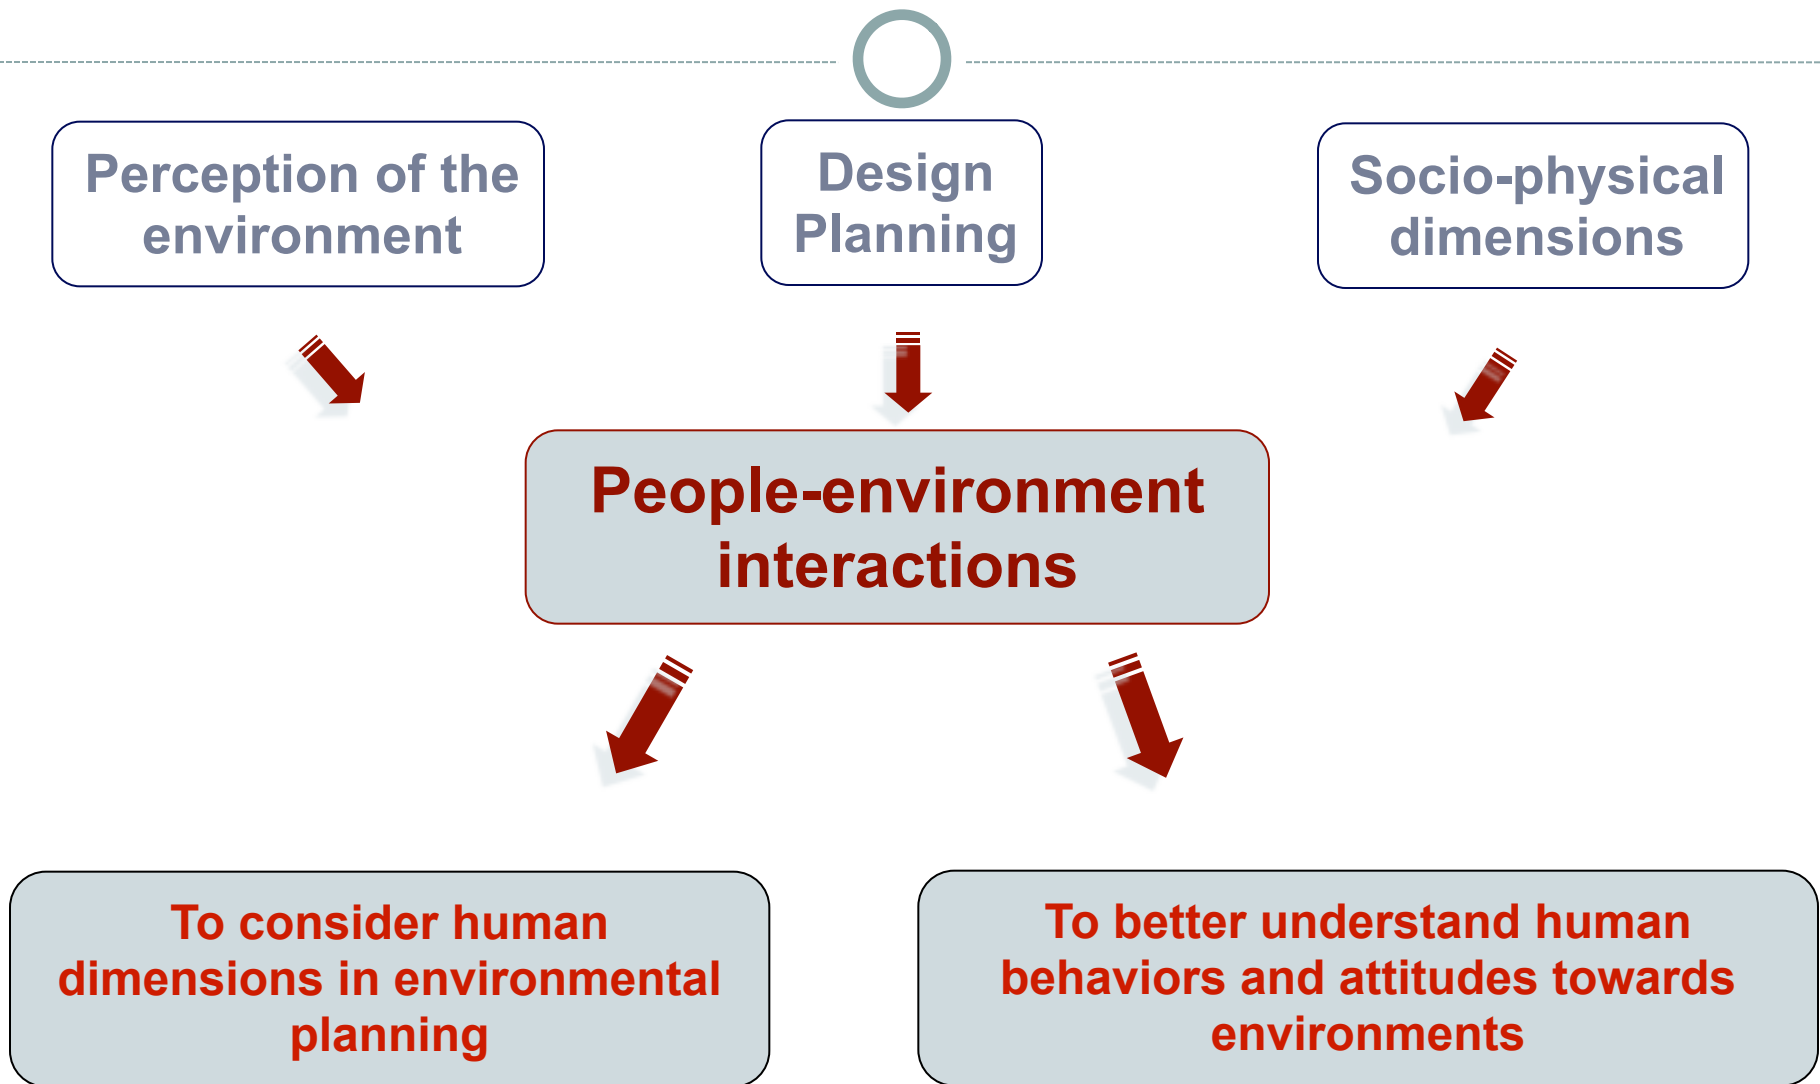 Perception of the
environment
Design
Planning
Socio-physical
dimensions
People-environment
interactions
To consider human
dimensions in environmental
planning
To better understand human
behaviors and attitudes towards
environments